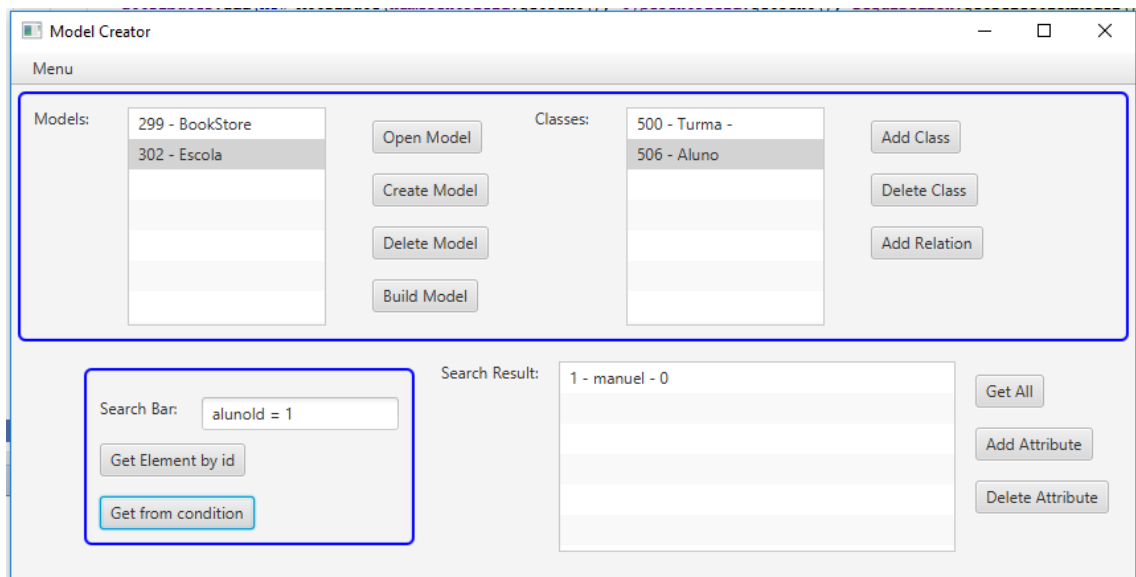 Model Creator
Menu
Models:
299 - BookStore
302 - Escola
Open Model
Create Model
Delete Model
Build Model
Classes:
500 - Turma -
506 - Aluno
Add Class
Delete Class
Add Relation
Search Bar:
alunoId = 1
Get Element by id
Get from condition
Search Result:
1 - manuel - 0
Get All
Add Attribute
Delete Attribute